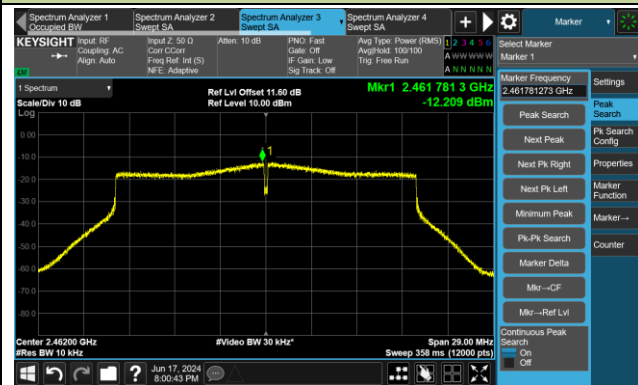 Spectrum Analyzer 1
Occupied BW
Spectrum Analyzer 2
Swept SA
Spectrum Analyzer 3
Swept SA
Spectrum Analyzer 4
Swept SA
+
Marker
KEYSIGHT
Input: RF
Coupling: AC
Align: Auto
Input Z: 50 Ω
Corr CCorr
Freq Ref: Int (S)
NFE: Adaptive
Atten: 10 dB
PNO: Fast
Gate: Off
IF Gain: Low
Sig Track: Off
Avg Type: Power (RMS)
Avg|Hold: 100/100
Trig: Free Run
1 2 3 4 5 6
A WWWWW
A N N N N N
LXI
Select Marker
Marker 1
1 Spectrum
Scale/Div 10 dB
Log
Ref Lvl Offset 11.60 dB
Ref Level 10.00 dBm
Mkr1 2.461 781 3 GHz
-12.209 dBm
0.00
-10.0
-20.0
-30.0
-40.0
-50.0
-60.0
-70.0
-80.0
1
Center 2.46200 GHz
#Res BW 10 kHz
#Video BW 30 kHz*
Span 29.00 MHz
Sweep 358 ms (12000 pts)
Marker Frequency
2.461781273 GHz
Peak Search
Next Peak
Next Pk Right
Next Pk Left
Minimum Peak
Pk-Pk Search
Marker Delta
Mkr→CF
Mkr→Ref Lvl
Continuous Peak
Search
On
Off
Settings
Peak
Search
Pk Search
Config
Properties
Marker
Function
Marker→
Counter
?
Jun 17, 2024
8:00:43 PM